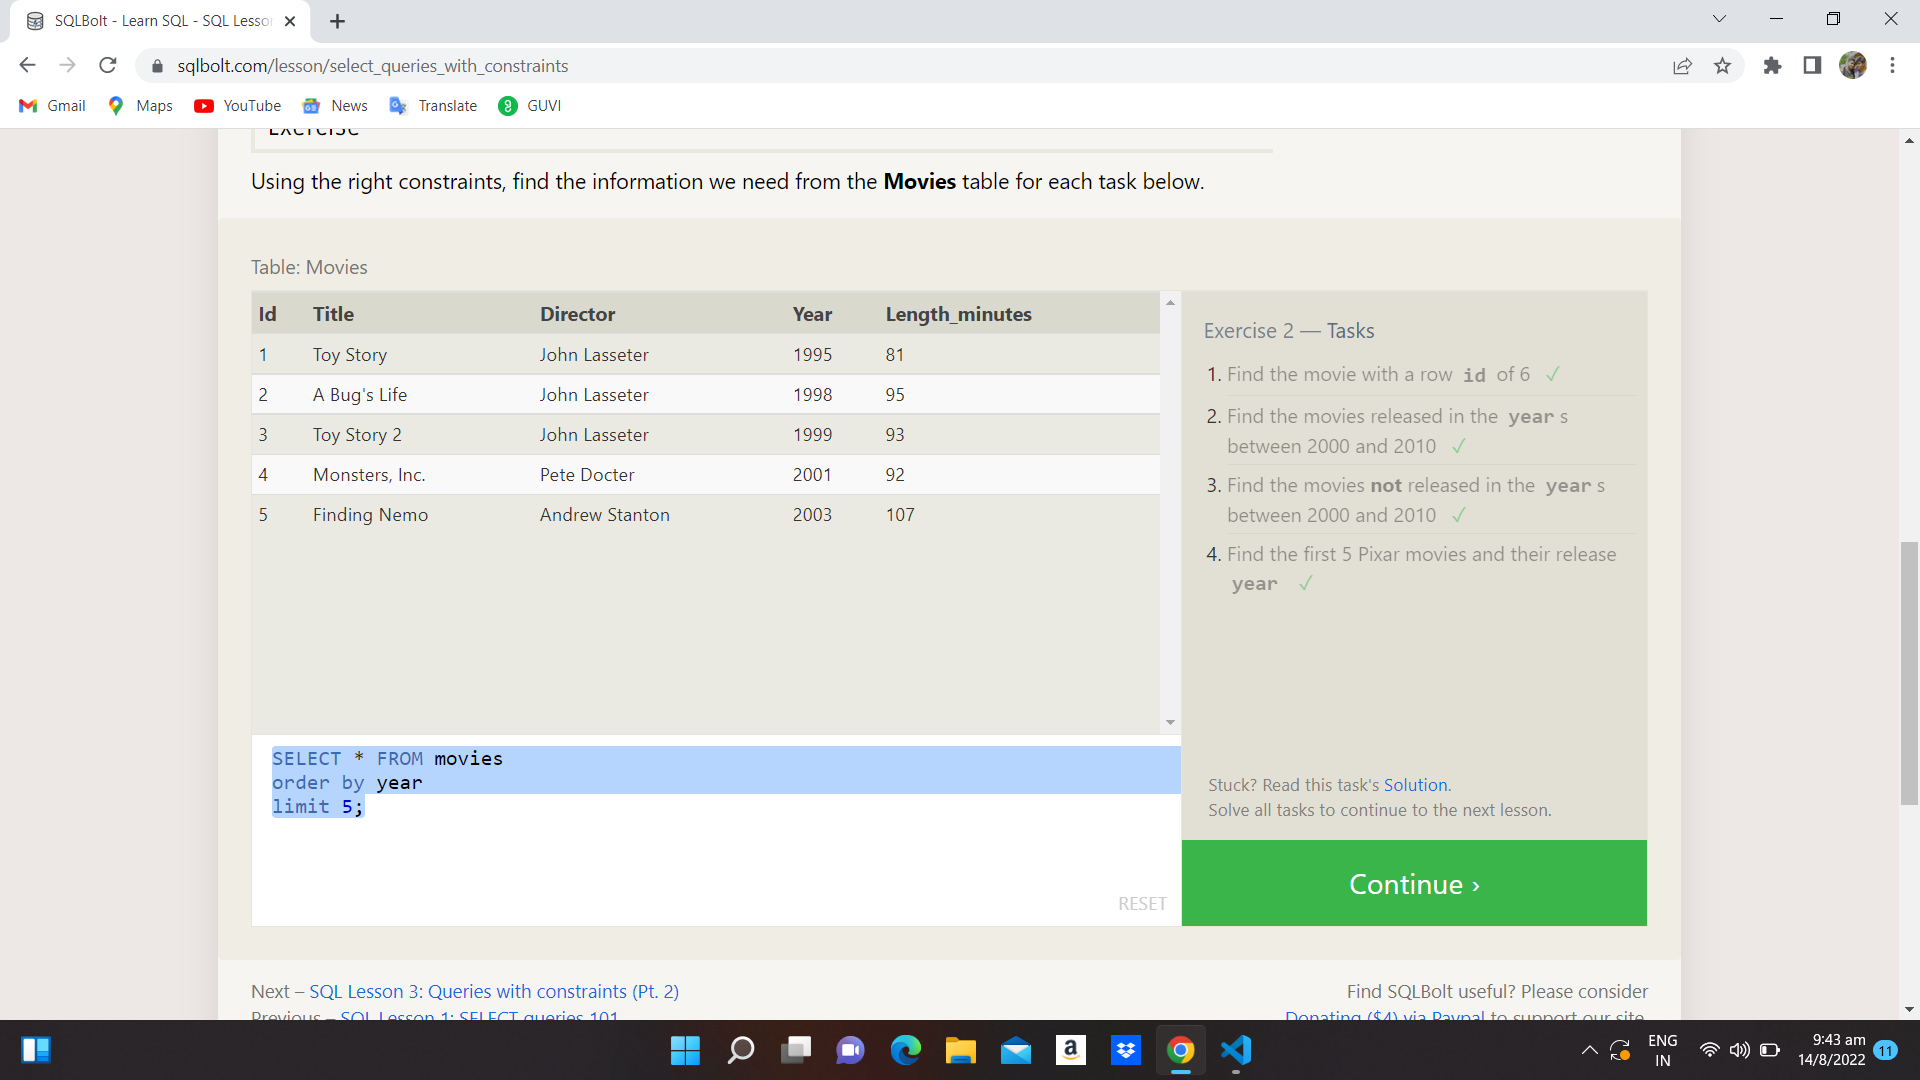 SQLBolt - Learn SQL - SQL Lesso
sqlbolt.com/lesson/select_queries_with_constraints
Gmail Maps YouTube News Translate GUVI
Exercise
Using the right constraints, find the information we need from the Movies table for each task below.
Table: Movies
Id Title Director Year Length_minutes
1 Toy Story John Lasseter 1995 81
2 A Bug's Life John Lasseter 1998 95
3 Toy Story 2 John Lasseter 1999 93
4 Monsters, Inc. Pete Docter 2001 92
5 Finding Nemo Andrew Stanton 2003 107
SELECT * FROM movies
order by year
limit 5;
RESET
Exercise 2 — Tasks
1. Find the movie with a row id of 6 ✓
2. Find the movies released in the year s
between 2000 and 2010 ✓
3. Find the movies not released in the year s
between 2000 and 2010 ✓
4. Find the first 5 Pixar movies and their release
year ✓
Stuck? Read this task's Solution.
Solve all tasks to continue to the next lesson.
Continue ›
Next – SQL Lesson 3: Queries with constraints (Pt. 2)
Previous – SQL Lesson 1: SELECT queries 101
Find SQLBolt useful? Please consider
Donating ($4) via Paypal to support our site.
ENG
IN
9:43 am
14/8/2022
11